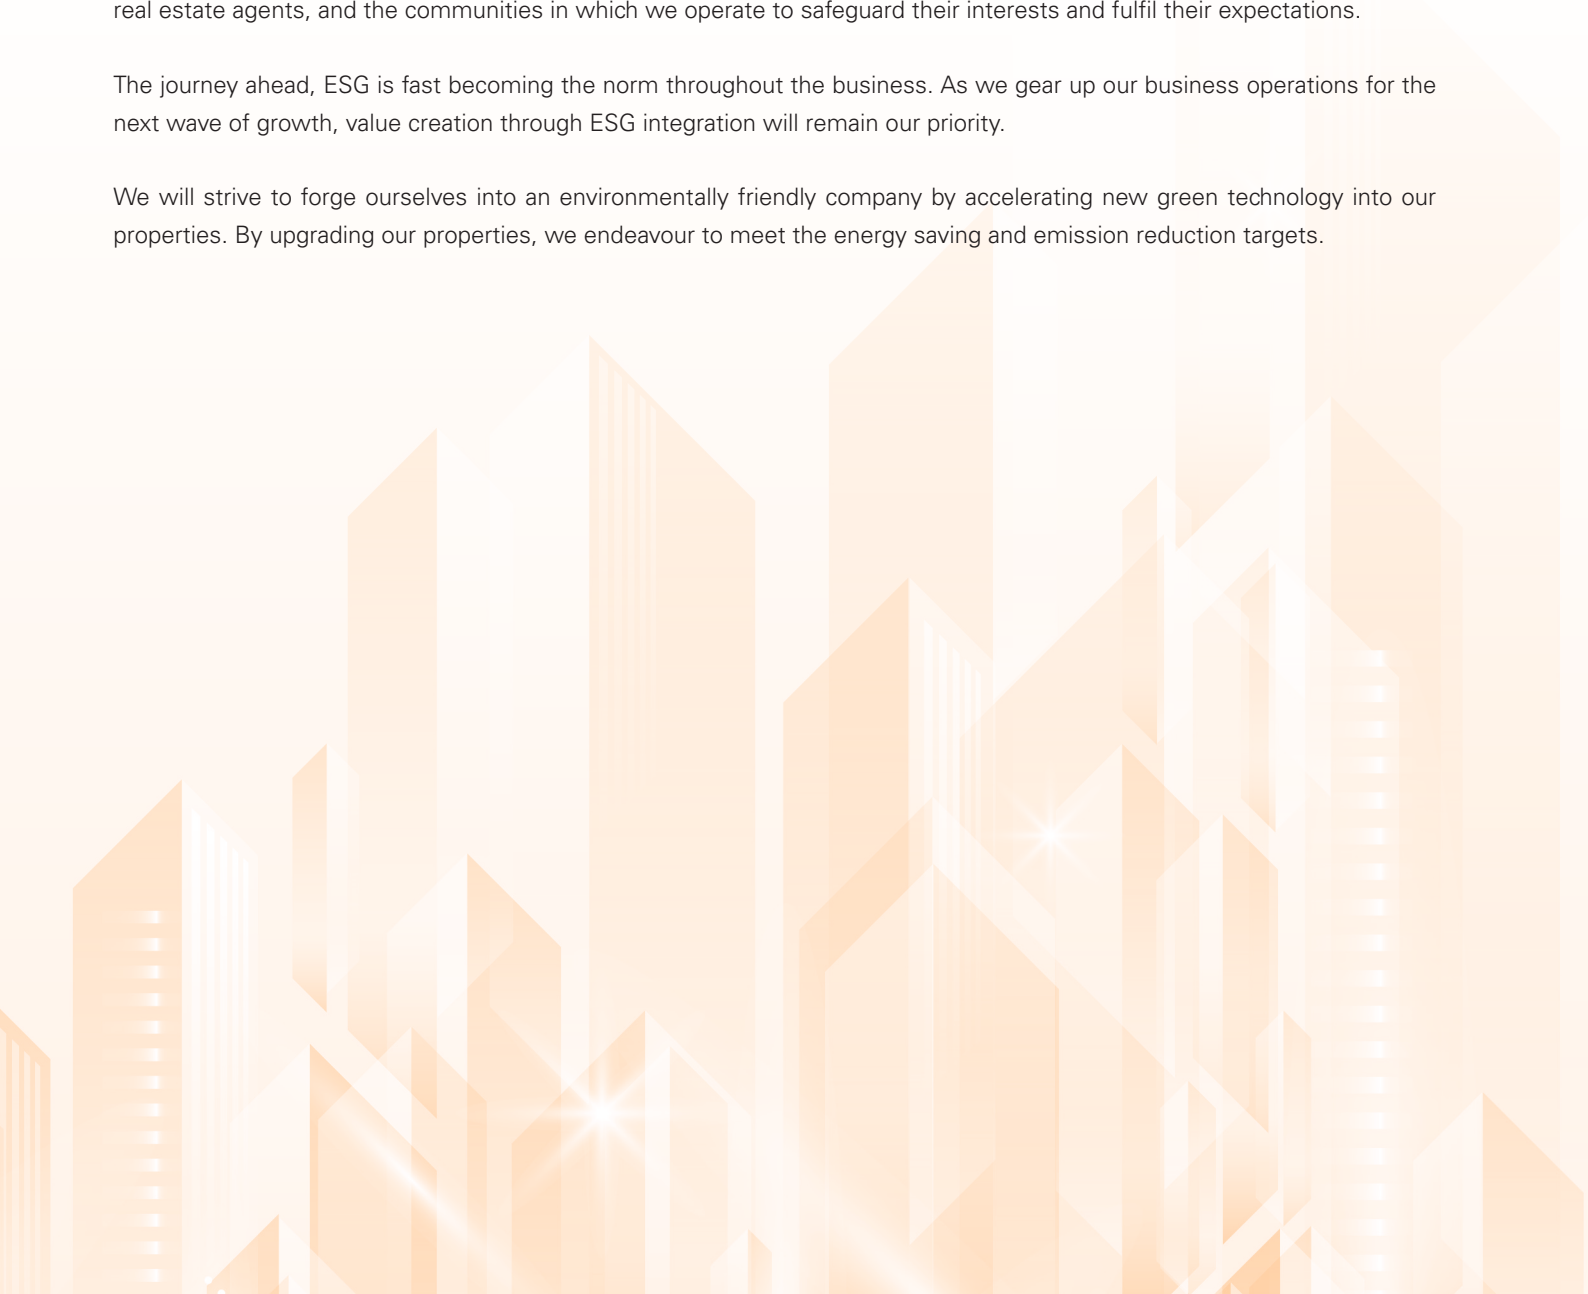 real estate agents, and the communities in which we operate to safeguard their interests and fulfil their expectations.
The journey ahead, ESG is fast becoming the norm throughout the business. As we gear up our business operations for the
next wave of growth, value creation through ESG integration will remain our priority.
We will strive to forge ourselves into an environmentally friendly company by accelerating new green technology into our
properties. By upgrading our properties, we endeavour to meet the energy saving and emission reduction targets.